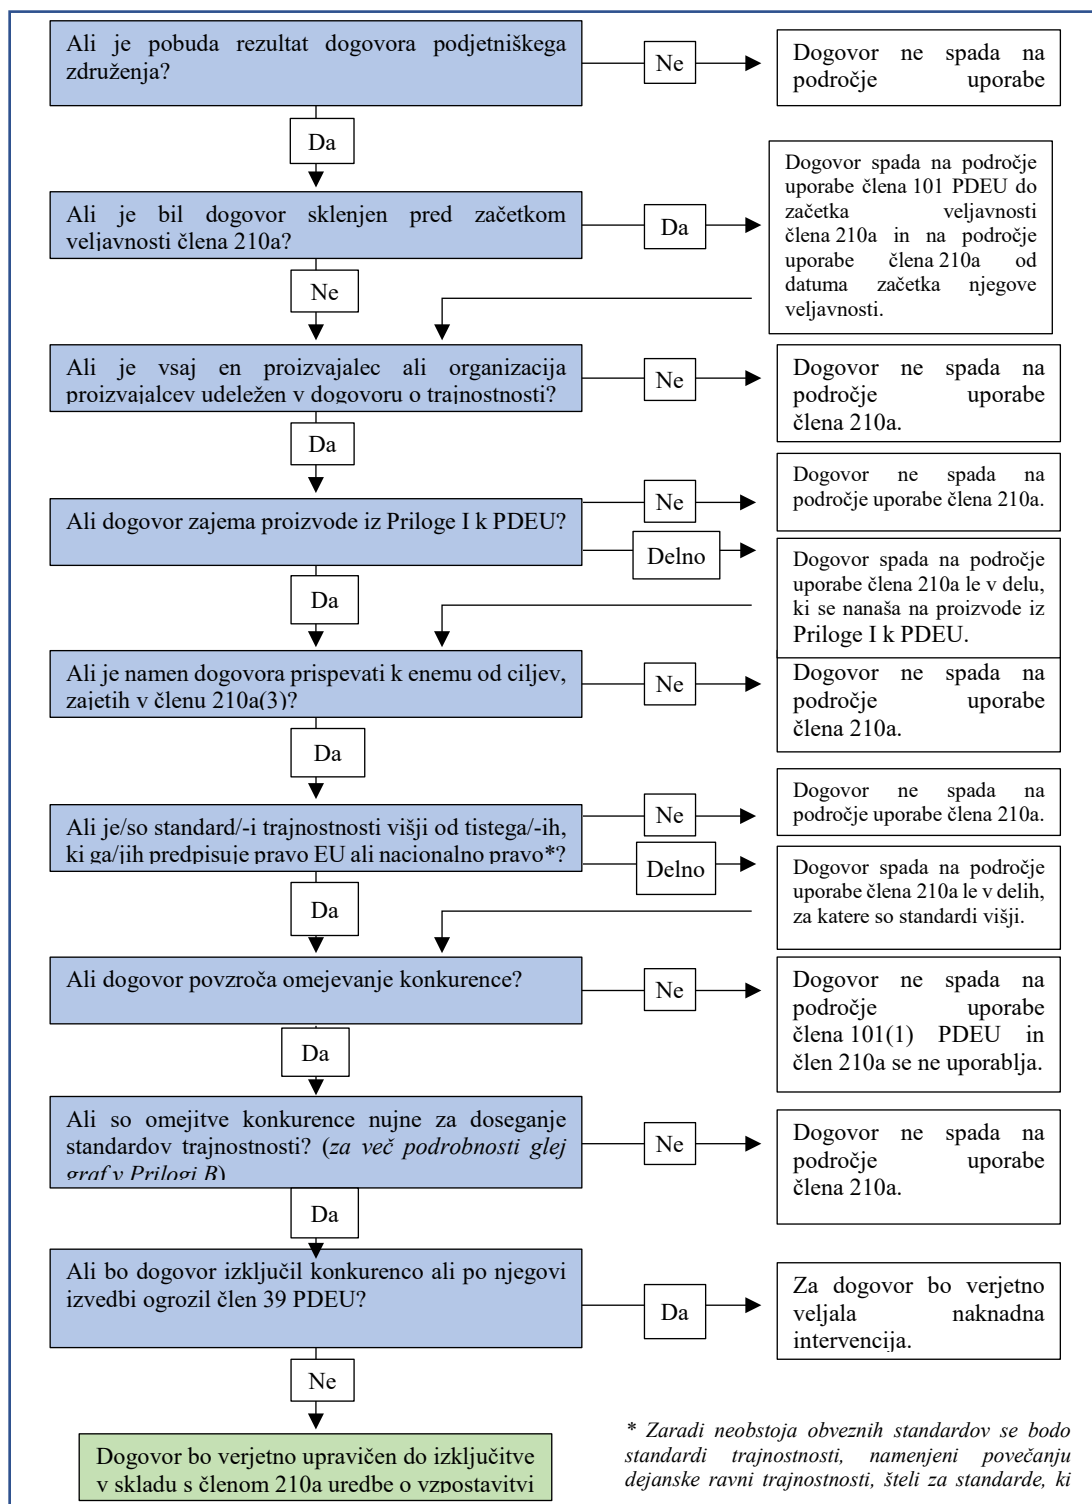 Ali je pobuda rezultat dogovora podjetniškega
združenja?
Ne
Dogovor ne spada na
področje uporabe
Da
Ali je bil dogovor sklenjen pred začetkom
veljavnosti člena 210a?
Da
Dogovor spada na področje
uporabe člena 101 PDEU do
začetka veljavnosti
člena 210a in na področje
uporabe člena 210a od
datuma začetka njegove
veljavnosti.
Ne
Ali je vsaj en proizvajalec ali organizacija
proizvajalcev udeležen v dogovoru o trajnostnosti?
Ne
Dogovor ne spada na
področje uporabe
člena 210a.
Da
Ali dogovor zajema proizvode iz Priloge I k PDEU?
Ne
Dogovor ne spada na
področje uporabe člena 210a.
Delno
Dogovor spada na področje
uporabe člena 210a le v delu,
ki se nanaša na proizvode iz
Priloge I k PDEU.
Da
Ali je namen dogovora prispevati k enemu od ciljev,
zajetih v členu 210a(3)?
Ne
Dogovor ne spada na
področje uporabe
člena 210a.
Da
Ali je/so standard/-i trajnostnosti višji od tistega/-ih,
ki ga/jih predpisuje pravo EU ali nacionalno pravo*?
Ne
Dogovor ne spada na
področje uporabe člena 210a.
Delno
Dogovor spada na področje
uporabe člena 210a le v delih,
za katere so standardi višji.
Da
Ali dogovor povzroča omejevanje konkurence?
Ne
Dogovor ne spada na
področje uporabe
člena 101(1) PDEU in
člen 210a se ne uporablja.
Da
Ali so omejitve konkurence nujne za doseganje
standardov trajnostnosti? (za več podrobnosti glej
graf v Prilogi B)
Ne
Dogovor ne spada na
področje uporabe
člena 210a.
Da
Ali bo dogovor izključil konkurenco ali po njegovi
izvedbi ogrozil člen 39 PDEU?
Da
Za dogovor bo verjetno
veljala naknadna
intervencija.
Ne
Dogovor bo verjetno upravičen do izključitve
v skladu s členom 210a uredbe o vzpostavitvi
* Zaradi neobstoja obveznih standardov se bodo
standardi trajnostnosti, namenjeni povečanju
dejanske ravni trajnostnosti, šteli za standarde, ki